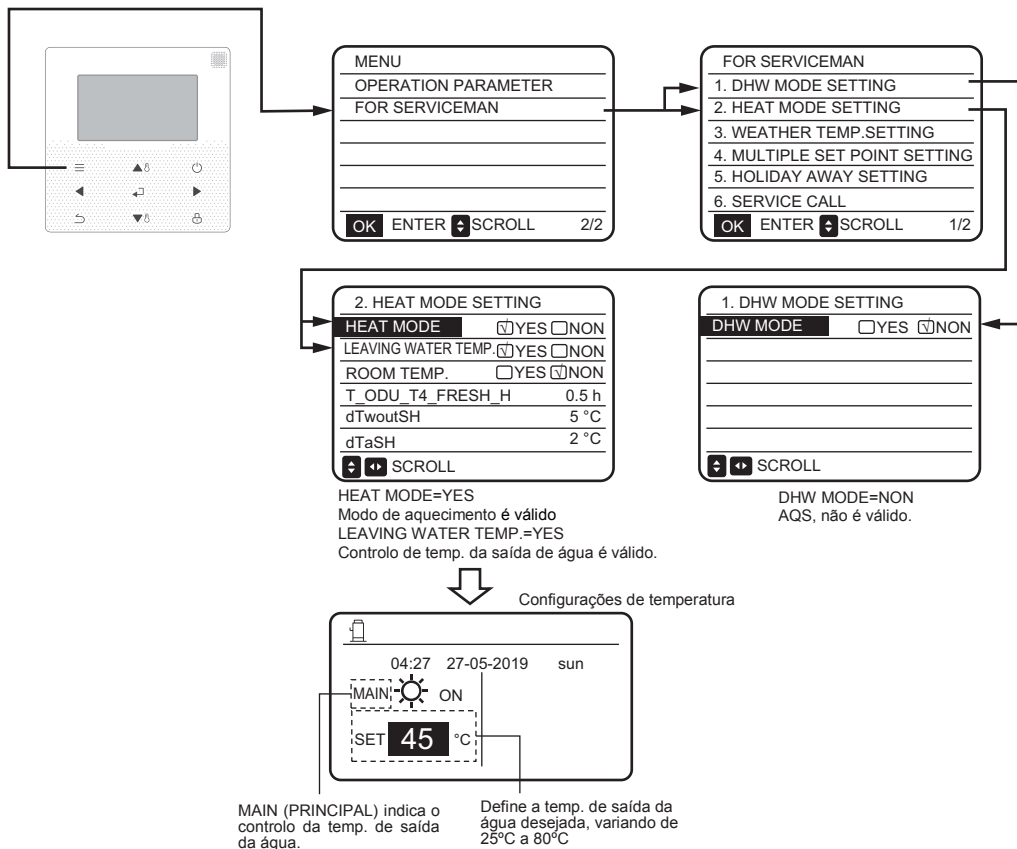 MENU
OPERATION PARAMETER
FOR SERVICEMAN
OK ENTER SCROLL 2/2
FOR SERVICEMAN
1. DHW MODE SETTING
2. HEAT MODE SETTING
3. WEATHER TEMP.SETTING
4. MULTIPLE SET POINT SETTING
5. HOLIDAY AWAY SETTING
6. SERVICE CALL
OK ENTER SCROLL 1/2
2. HEAT MODE SETTING
HEAT MODE YES NON
LEAVING WATER TEMP. YES NON
ROOM TEMP. YES NON
T_ODU_T4_FRESH_H 0.5 h
dTwoutSH 5 °C
dTaSH 2 °C
SCROLL
HEAT MODE=YES
Modo de aquecimento é válido
LEAVING WATER TEMP.=YES
Controlo de temp. da saída de água é válido.
1. DHW MODE SETTING
DHW MODE YES NON
SCROLL
DHW MODE=NON
AQS, não é válido.
Configurações de temperatura
04:27 27-05-2019 sun
MAIN ON
SET 45 °C
MAIN (PRINCIPAL) indica o
controlo da temp. de saída
da água.
Define a temp. de saída da
água desejada, variando de
25ºC a 80ºC